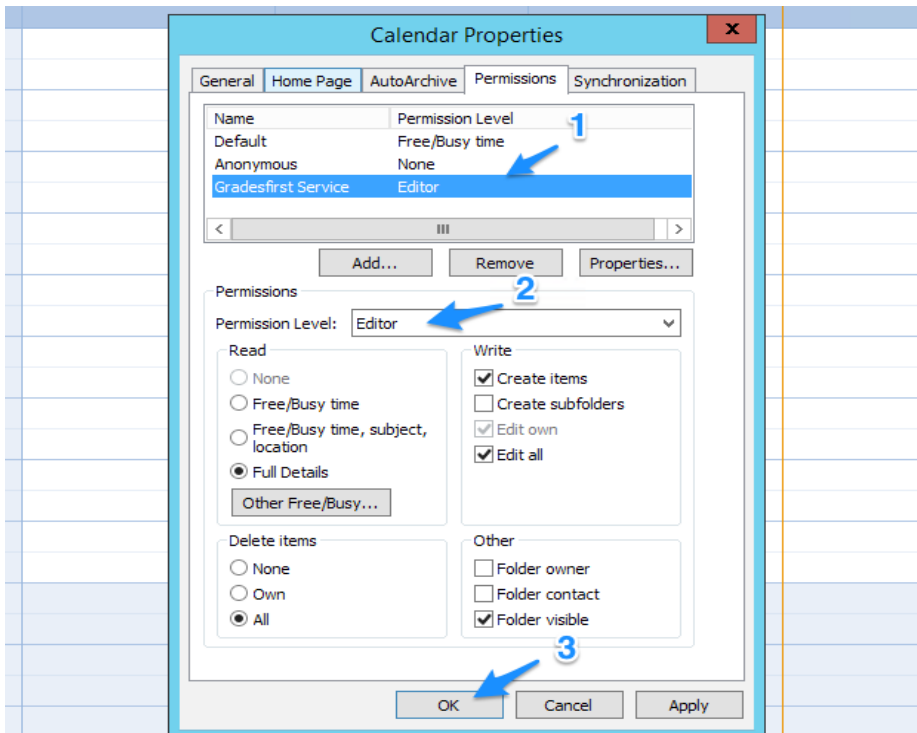 Calendar Properties
x
General Home Page AutoArchive Permissions Synchronization
Name Permission Level
1
Default Free/Busy time
Anonymous None
Gradesfirst Service Editor
Add... Remove Properties...
2
Permissions
Permission Level: Editor
Read Write
None Create items
Free/Busy time Create subfolders
Free/Busy time, subject, Edit own
location Edit all
Full Details
Other Free/Busy...
Delete items Other
None Folder owner
Own Folder contact
All Folder visible
3
OK Cancel Apply